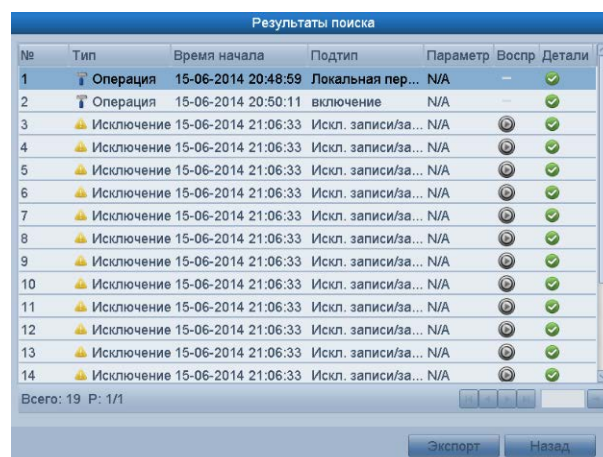 Результаты поиска
№ Тип Время начала Подтип Параметр Воспр Детали
1 Операция 15-06-2014 20:48:59 Локальная пер... N/A —
2 Операция 15-06-2014 20:50:11 включение N/A —
3 Исключение 15-06-2014 21:06:33 Искл. записи/за... N/A
4 Исключение 15-06-2014 21:06:33 Искл. записи/за... N/A
5 Исключение 15-06-2014 21:06:33 Искл. записи/за... N/A
6 Исключение 15-06-2014 21:06:33 Искл. записи/за... N/A
7 Исключение 15-06-2014 21:06:33 Искл. записи/за... N/A
8 Исключение 15-06-2014 21:06:33 Искл. записи/за... N/A
9 Исключение 15-06-2014 21:06:33 Искл. записи/за... N/A
10 Исключение 15-06-2014 21:06:33 Искл. записи/за... N/A
11 Исключение 15-06-2014 21:06:33 Искл. записи/за... N/A
12 Исключение 15-06-2014 21:06:33 Искл. записи/за... N/A
13 Исключение 15-06-2014 21:06:33 Искл. записи/за... N/A
14 Исключение 15-06-2014 21:06:33 Искл. записи/за... N/A
Всего: 19 P: 1/1
Экспорт Назад